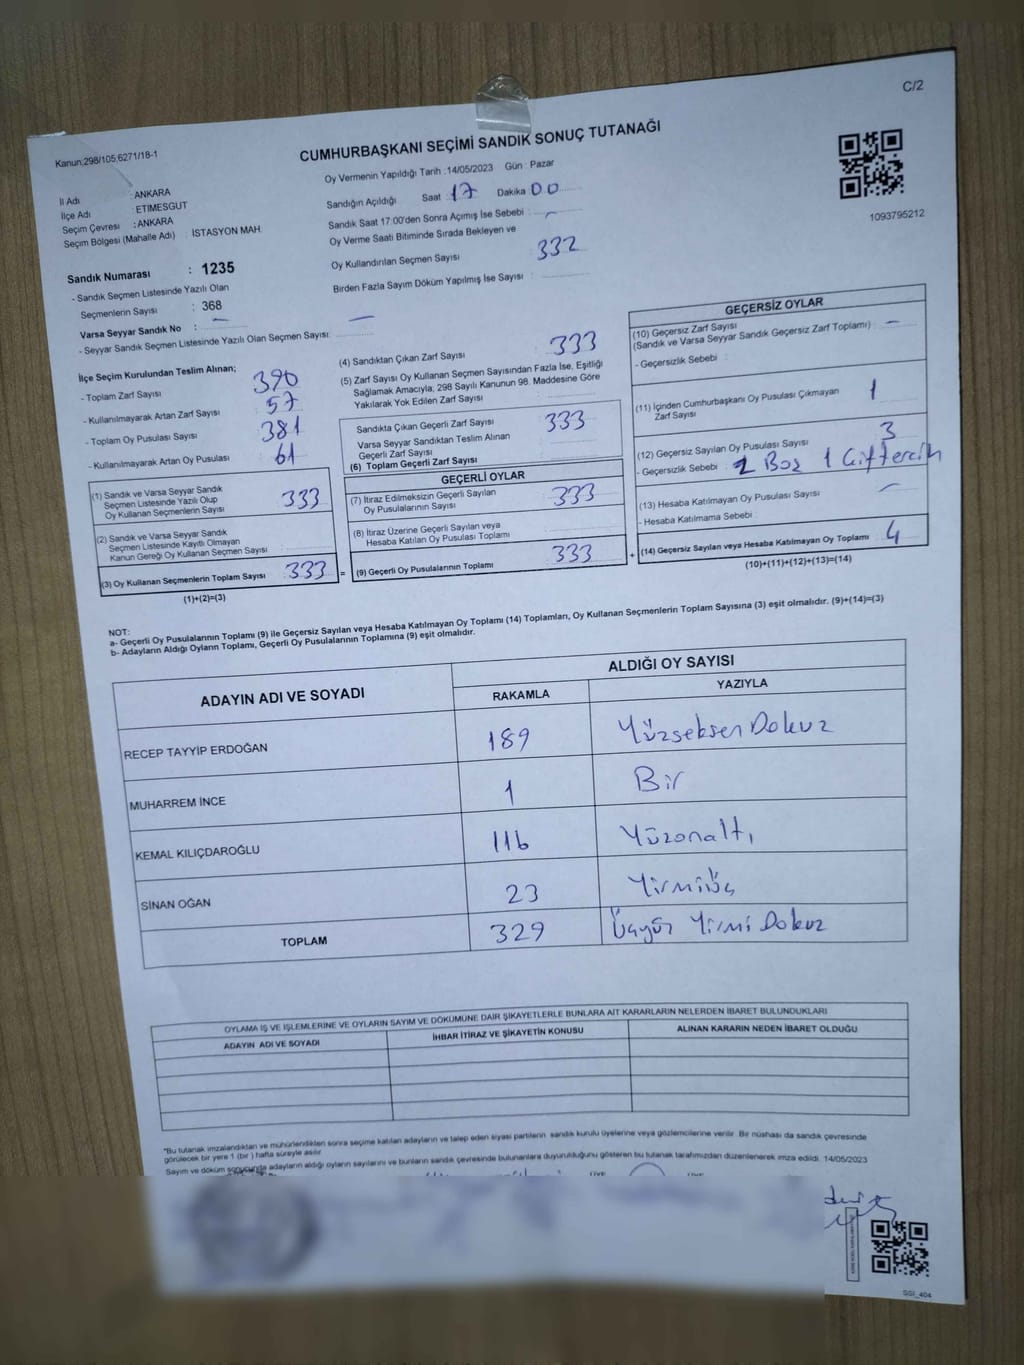 C/2
Kanun;298/105;6271/18-1
CUMHURBAŞKANI SEÇİMİ SANDIK SONUÇ TUTANAĞI
İl Adı : ANKARA
İlçe Adı : ETİMESGUT
Seçim Çevresi : ANKARA
Seçim Bölgesi (Mahalle Adı) : İSTASYON MAH.
Oy Vermenin Yapıldığı Tarih :14/05/2023 Gün : Pazar
Sandığın Açıldığı Saat : 17 Dakika : 00
Sandık Saat 17:00'den Sonra Açımış İse Sebebi : -
Oy Verme Saati Bitiminde Sırada Bekleyen ve
Oy Kullandırılan Seçmen Sayısı 332
Birden Fazla Sayım Döküm Yapılmış İse Sayısı :
1093795212
Sandık Numarası : 1235
- Sandık Seçmen Listesinde Yazılı Olan
Seçmenlerin Sayısı : 368
Varsa Seyyar Sandık No : -
- Seyyar Sandık Seçmen Listesinde Yazılı Olan Seçmen Sayısı: -
İlçe Seçim Kurulundan Teslim Alınan;
- Toplam Zarf Sayısı 390
- Kullanılmayarak Artan Zarf Sayısı 57
- Toplam Oy Pusulası Sayısı 381
- Kullanılmayarak Artan Oy Pusulası 61
(1) Sandık ve Varsa Seyyar Sandık
Seçmen Listesinde Yazılı Olup
Oy Kullanan Seçmenlerin Sayısı 333
(2) Sandık ve Varsa Seyyar Sandık
Seçmen Listesinde Kayıtlı Olmayan
Kanun Gereği Oy Kullanan Seçmen Sayısı
(3) Oy Kullanan Seçmenlerin Toplam Sayısı 333
(1)+(2)=(3)
(4) Sandıktan Çıkan Zarf Sayısı 333
(5) Zarf Sayısı Oy Kullanan Seçmen Sayısından Fazla İse, Eşitliği
Sağlamak Amacıyla, 298 Sayılı Kanunun 98. Maddesine Göre
Yakılarak Yok Edilen Zarf Sayısı
Sandıkta Çıkan Geçerli Zarf Sayısı 333
Varsa Seyyar Sandıktan Teslim Alınan
Geçerli Zarf Sayısı
(6) Toplam Geçerli Zarf Sayısı
GEÇERLİ OYLAR
(7) İtiraz Edilmeksizin Geçerli Sayılan
Oy Pusulalarının Sayısı 333
(8) İtiraz Üzerine Geçerli Sayılan veya
Hesaba Katılan Oy Pusulası Toplamı
= (9) Geçerli Oy Pusulalarının Toplamı 333
GEÇERSİZ OYLAR
(10) Geçersiz Zarf Sayısı
(Sandık ve Varsa Seyyar Sandık Geçersiz Zarf Toplamı) : -
- Geçersizlik Sebebi :
(11) İçinden Cumhurbaşkanı Oy Pusulası Çıkmayan
Zarf Sayısı 1
(12) Geçersiz Sayılan Oy Pusulası Sayısı 3
- Geçersizlik Sebebi : 2 Boş 1 Çift tercih
(13) Hesaba Katılmayan Oy Pusulası Sayısı -
- Hesaba Katılmama Sebebi :
+ (14) Geçersiz Sayılan veya Hesaba Katılmayan Oy Toplamı 4
(10)+(11)+(12)+(13)=(14)
NOT:
a- Geçerli Oy Pusulalarının Toplamı (9) ile Geçersiz Sayılan veya Hesaba Katılmayan Oy Toplamı (14) Toplamları, Oy Kullanan Seçmenlerin Toplam Sayısına (3) eşit olmalıdır. (9)+(14)=(3)
b- Adayların Aldığı Oyların Toplamı, Geçerli Oy Pusulalarının Toplamına (9) eşit olmalıdır.
ADAYIN ADI VE SOYADI ALDIĞI OY SAYISI
RAKAMLA YAZIYLA
RECEP TAYYİP ERDOĞAN 189 Yüzseksen Dokuz
MUHARREM İNCE 1 Bir
KEMAL KILIÇDAROĞLU 116 Yüzonaltı
SİNAN OĞAN 23 Yirmiüç
TOPLAM 329 Üçyüz Yirmi Dokuz
OYLAMA İŞ VE İŞLEMLERİNE VE OYLARIN SAYIM VE DÖKÜMÜNE DAİR ŞİKAYETLERLE BUNLARA AİT KARARLARIN NELERDEN İBARET BULUNDUKLARI
ADAYIN ADI VE SOYADI İHBAR İTİRAZ VE ŞİKAYETİN KONUSU ALINAN KARARIN NEDEN İBARET OLDUĞU
*Bu tutanak imzalandıktan ve mühürlendikten sonra seçime katılan adayların ve talep eden siyasi partilerin sandık kurulu üyelerine veya gözlemcilerine verilir. Bir nüshası da sandık çevresinde
görülecek bir yere 1 (bir ) hafta süreyle asılır
Sayım ve döküm sonucunda adayların aldığı oyların sayılarını ve bunların sandık çevresinde bulunanlara duyurulduğunu gösteren bu tutanak tarafımızdan düzenlenerek imza edildi. 14/05/2023
SSI_404